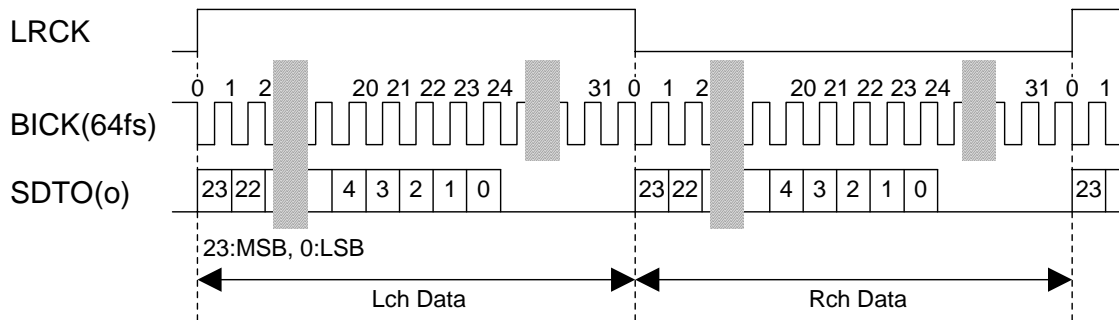 LRCK
0 1 2 20 21 22 23 24 31 0 1 2 20 21 22 23 24 31 0 1
BICK(64fs)
SDTO(o) 23 22 4 3 2 1 0 23 22 4 3 2 1 0 23
23:MSB, 0:LSB
Lch Data Rch Data